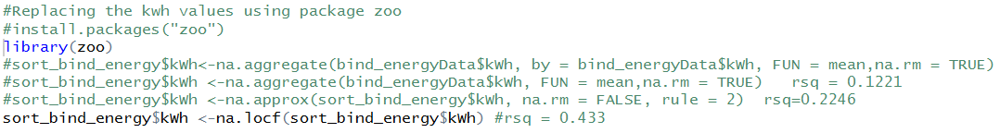 #Replacing the kwh values using package zoo
#install.packages("zoo")
library(zoo)
#sort_bind_energy$kWh<-na.aggregate(bind_energyData$kWh, by = bind_energyData$kWh, FUN = mean,na.rm = TRUE)
#sort_bind_energy$kWh <-na.aggregate(bind_energyData$kWh, FUN = mean,na.rm = TRUE)   rsq = 0.1221
#sort_bind_energy$kWh <-na.approx(sort_bind_energy$kWh, na.rm = FALSE, rule = 2)  rsq=0.2246
sort_bind_energy$kWh <-na.locf(sort_bind_energy$kWh) #rsq = 0.433